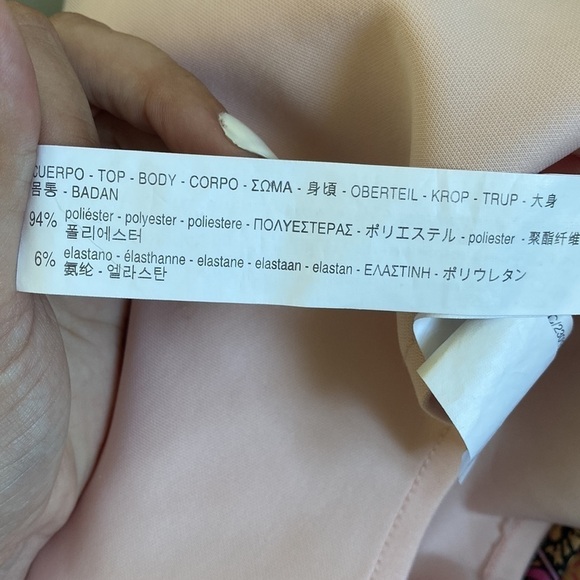 CUERPO - TOP - BODY - CORPO - ΣΩΜΑ - 身頃 - OBERTEIL - KROP - TRUP - 大身
몸통 - BADAN
94% poliéster - polyester - poliestere - ΠΟΛΥΕΣΤΕΡΑΣ - ポリエステル - poliester - 聚酯纤维
폴리에스터
6% elastano - élasthanne - elastane - elastaan - elastan - ΕΛΑΣΤΙΝΗ - ポリウレタン
氨纶 - 엘라스탄